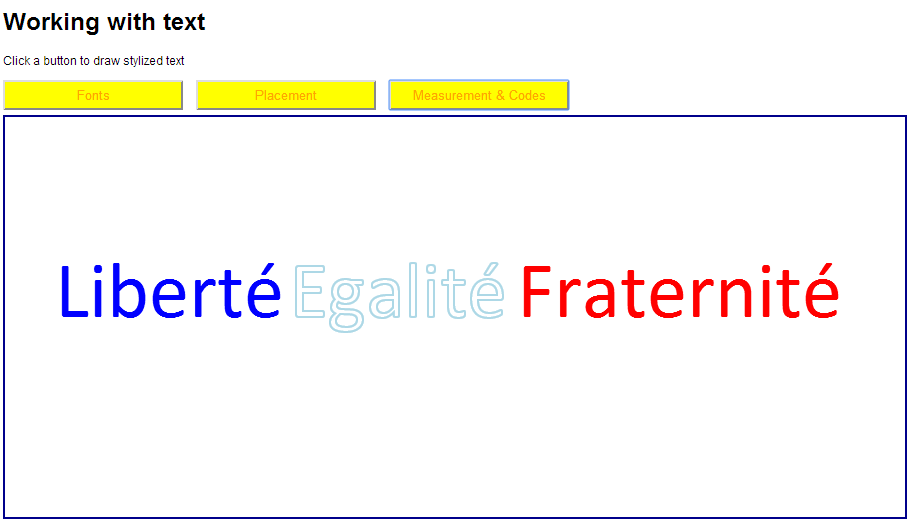 Working with text
Click a button to draw stylized text
Fonts Placement Measurement & Codes
Liberté Egalité Fraternité